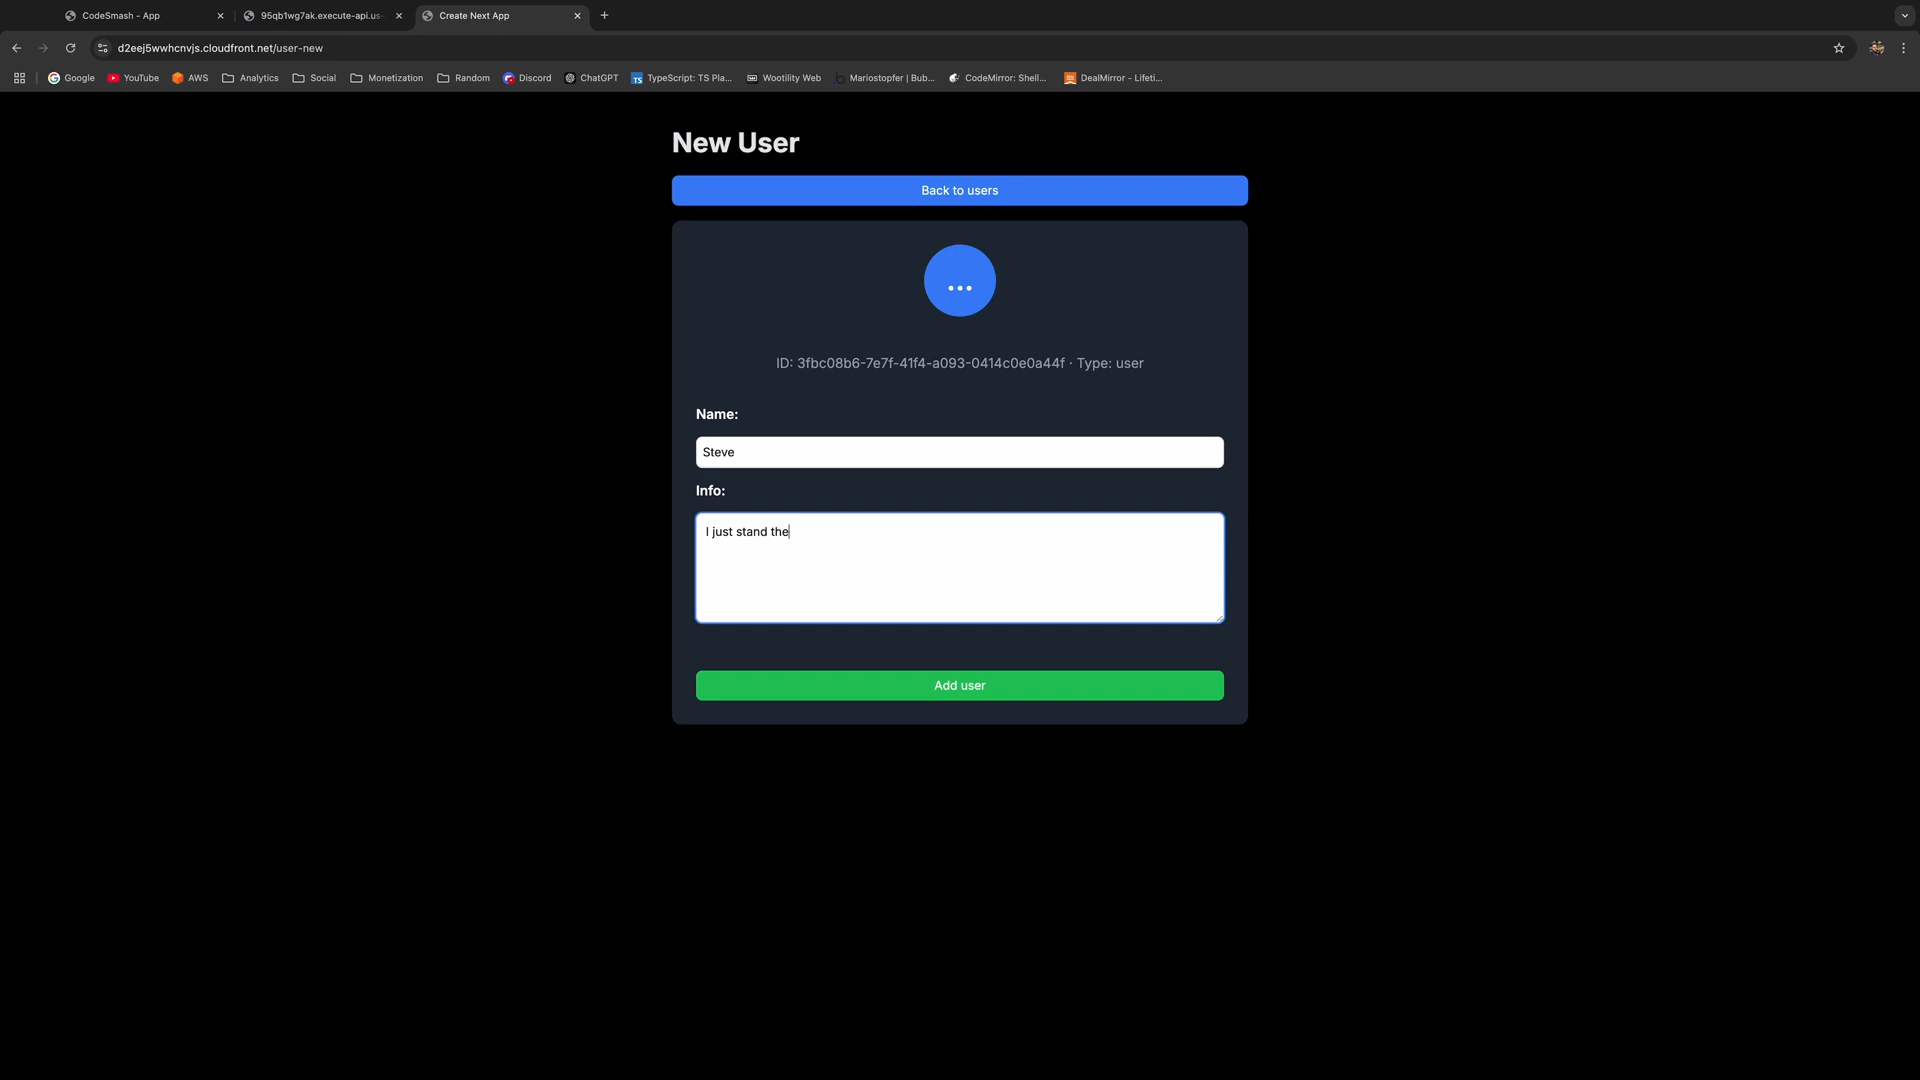 CodeSmash - App
95qb1wg7ak.execute-api.us-
Create Next App
d2eej5wwhcnvjs.cloudfront.net/user-new
Google
YouTube
AWS
Analytics
Social
Monetization
Random
Discord
ChatGPT
TypeScript: TS Pla...
Wootility Web
Mariostopfer | Bub...
CodeMirror: Shell...
DealMirror - Lifeti...
New User
Back to users
...
ID: 3fbc08b6-7e7f-41f4-a093-0414c0e0a44f · Type: user
Name:
Steve
Info:
I just stand the
Add user